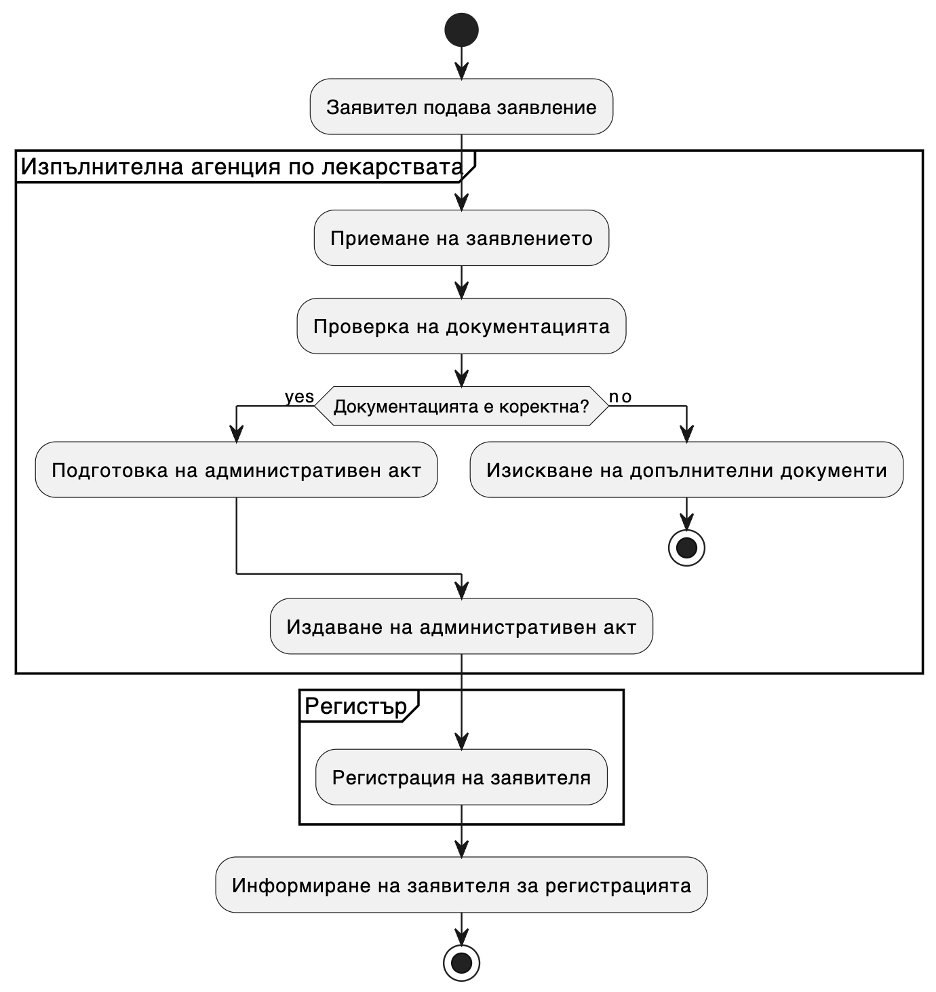 Заявител подава заявление
Изпълнителна агенция по лекарствата
Приемане на заявлението
Проверка на документацията
yes
Документацията е коректна?
no
Подготовка на административен акт
Изискване на допълнителни документи
Издаване на административен акт
Регистър
Регистрация на заявителя
Информиране на заявителя за регистрацията